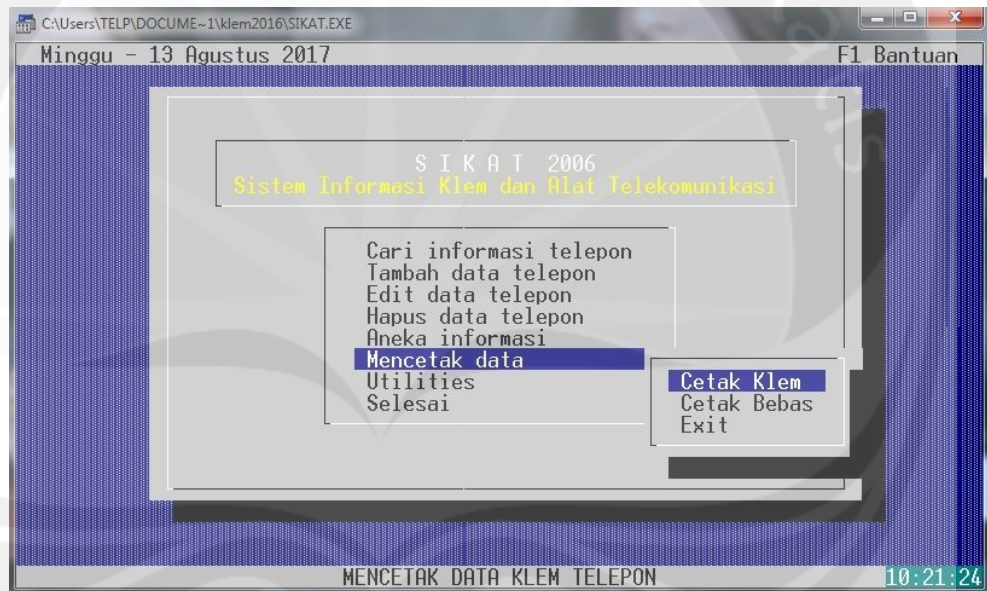 C:\Users\TELP\DOCUME~1\klem2016\SIKAT.EXE
Minggu - 13 Agustus 2017 F1 Bantuan
S I K A T 2006
Sistem Informasi Klem dan Alat Telekomunikasi
Cari informasi telepon
Tambah data telepon
Edit data telepon
Hapus data telepon
Aneka informasi
Mencetak data
Utilities
Selesai
Cetak Klem
Cetak Bebas
Exit
MENCETAK DATA KLEM TELEPON 10:21:24